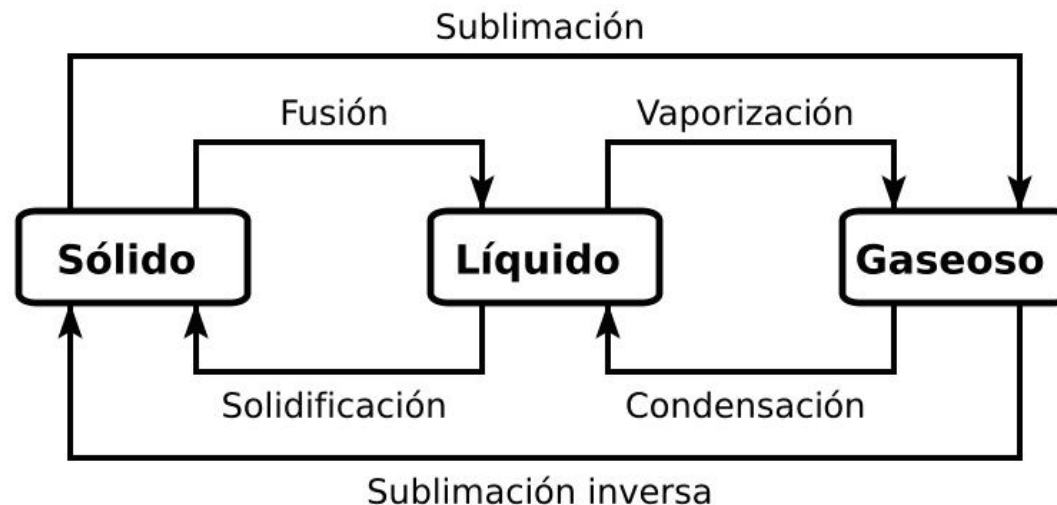 Sublimación
Fusión
Vaporización
Sólido
Líquido
Gaseoso
Solidificación
Condensación
Sublimación inversa